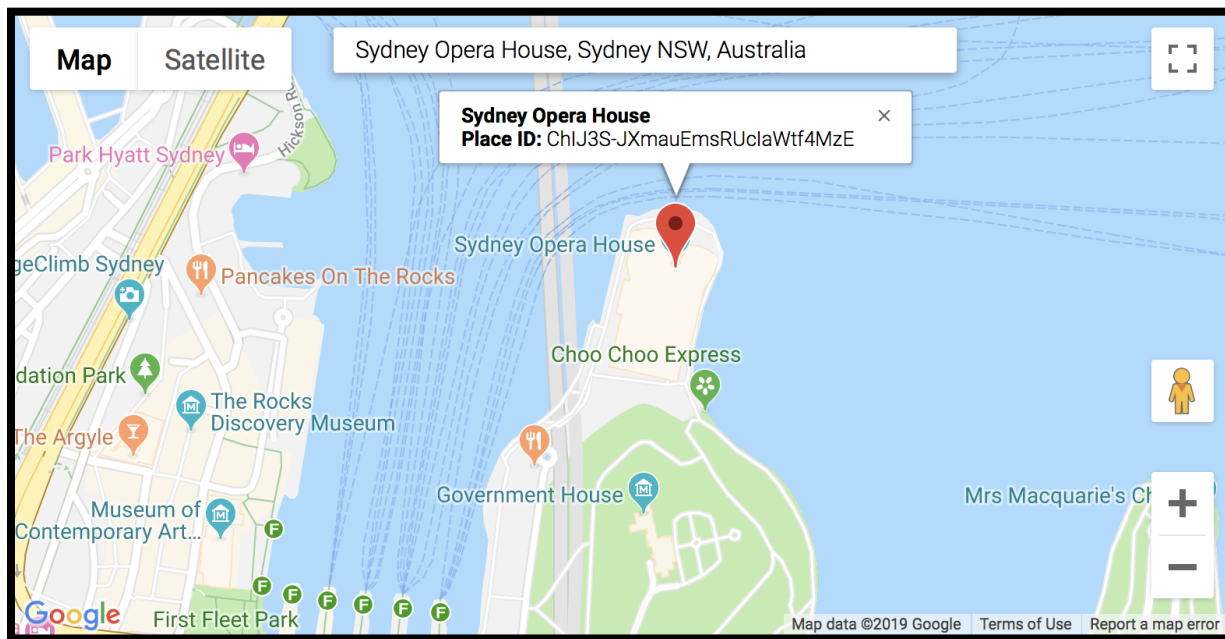 Map
Satellite
Sydney Opera House, Sydney NSW, Australia
Sydney Opera House
Place ID: ChIJ3S-JXmauEmsRUcIaWtf4MzE
Hickson Rd
Park Hyatt Sydney
Sydney Opera House
geClimb Sydney
Pancakes On The Rocks
Choo Choo Express
dation Park
The Rocks
Discovery Museum
The Argyle
Government House
Mrs Macquarie's Ch
Museum of
Contemporary Art...
F
F
F
F
F
F
F
Google
First Fleet Park
Map data ©2019 Google
Terms of Use
Report a map error